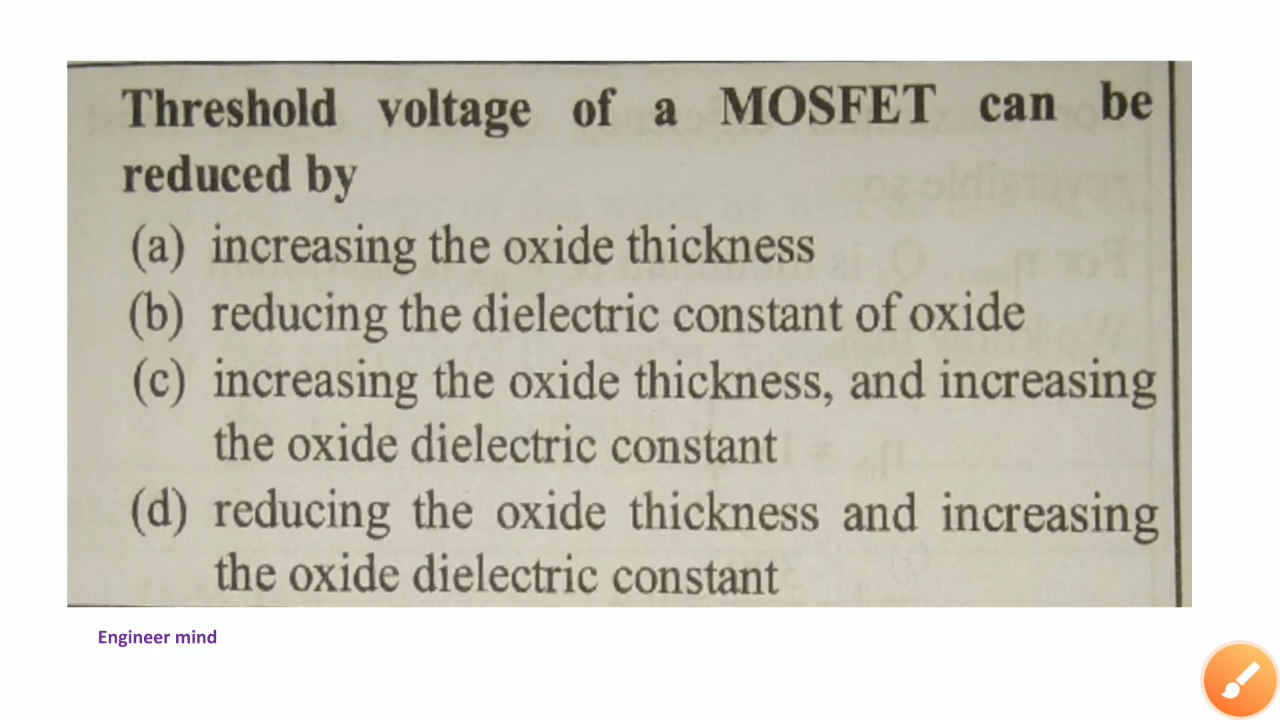 Threshold voltage of a MOSFET can be
reduced by
(a) increasing the oxide thickness
(b) reducing the dielectric constant of oxide
(c) increasing the oxide thickness, and increasing
the oxide dielectric constant
(d) reducing the oxide thickness and increasing
the oxide dielectric constant
Engineer mind